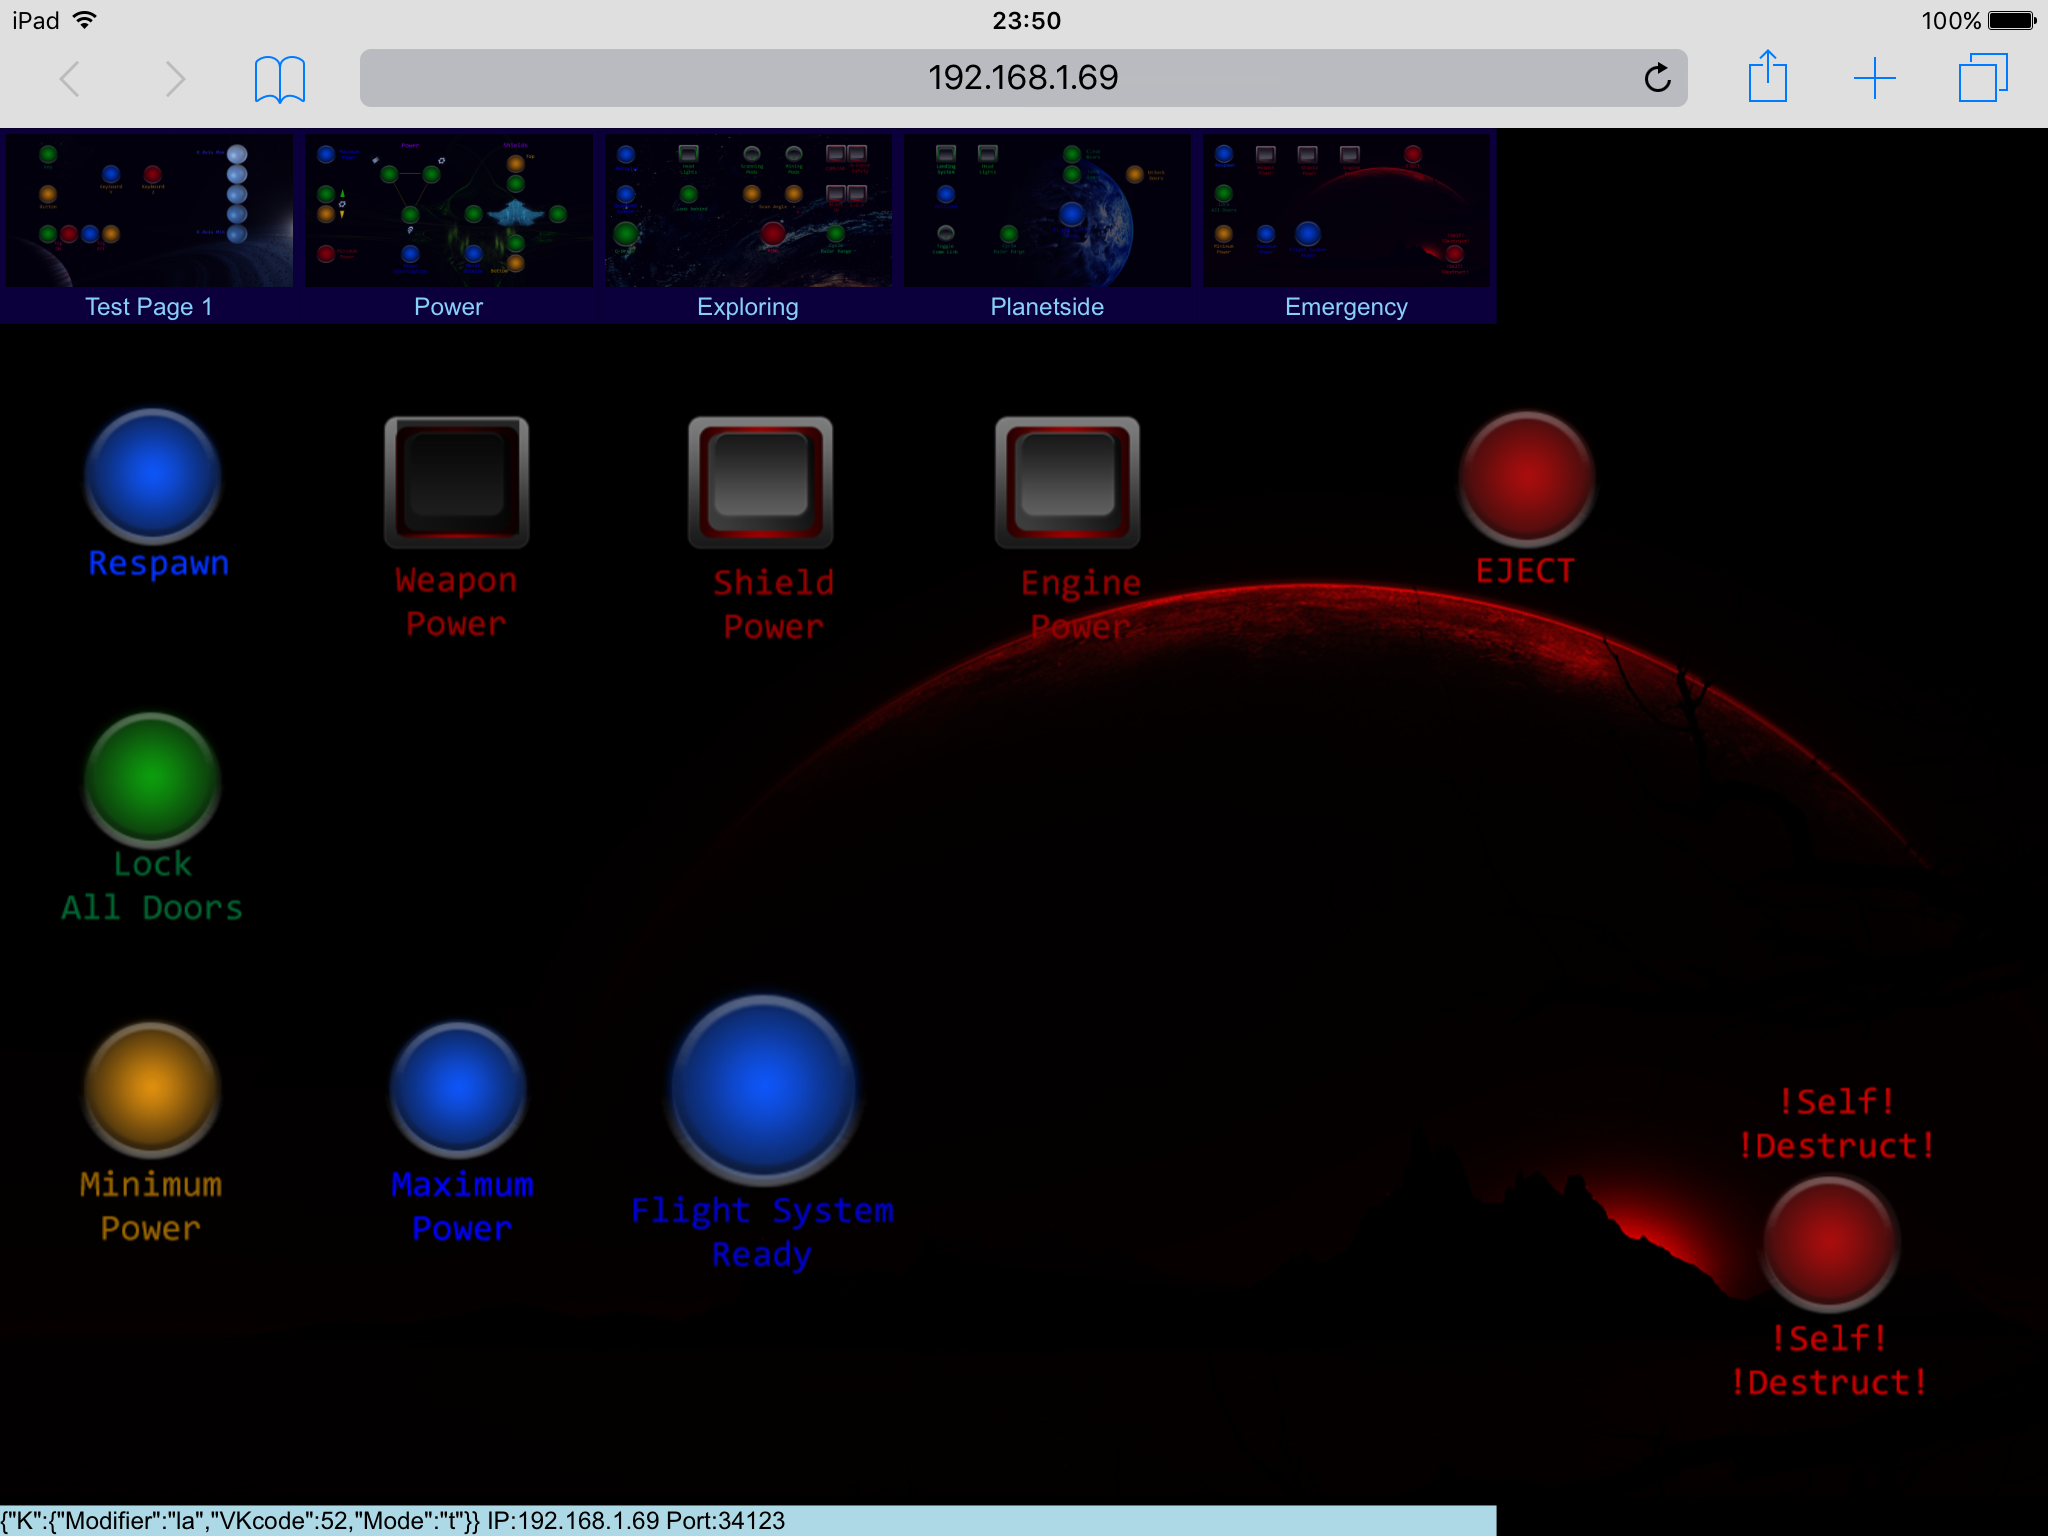 iPad 23:50 100%
192.168.1.69
Test Page 1 Power Exploring Planetside Emergency
Respawn
Weapon
Power
Shield
Power
Engine
Power
EJECT
Lock
All Doors
Minimum
Power
Maximum
Power
Flight System
Ready
!Self!
!Destruct!
!Self!
!Destruct!
{"K":{"Modifier":"la","VKcode":52,"Mode":"t"}} IP:192.168.1.69 Port:34123